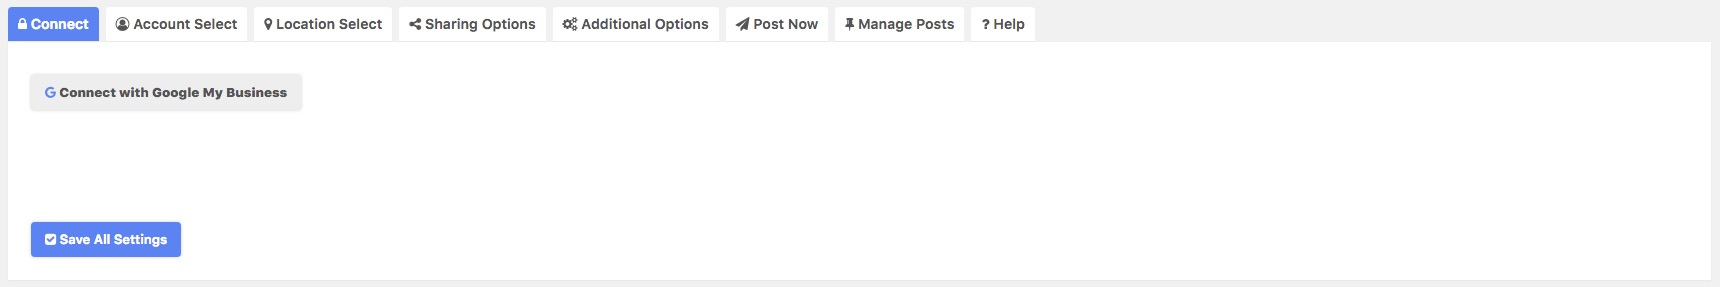 Connect Account Select Location Select Sharing Options Additional Options Post Now Manage Posts ? Help
Connect with Google My Business
Save All Settings